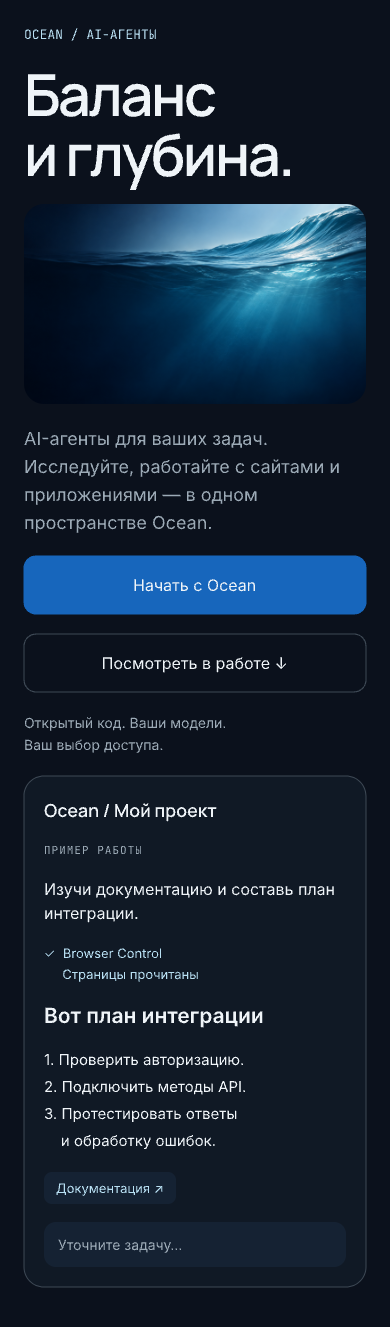 OCEAN / AI-АГЕНТЫ
Баланс
и глубина.
AI-агенты для ваших задач.
Исследуйте, работайте с сайтами и
приложениями — в одном
пространстве Ocean.
Начать с Ocean
Посмотреть в работе ↓
Открытый код. Ваши модели.
Ваш выбор доступа.
Ocean / Мой проект
ПРИМЕР РАБОТЫ
Изучи документацию и составь план
интеграции.
✓ Browser Control
Страницы прочитаны
Вот план интеграции
1. Проверить авторизацию.
2. Подключить методы API.
3. Протестировать ответы
и обработку ошибок.
Документация ↗
Уточните задачу...